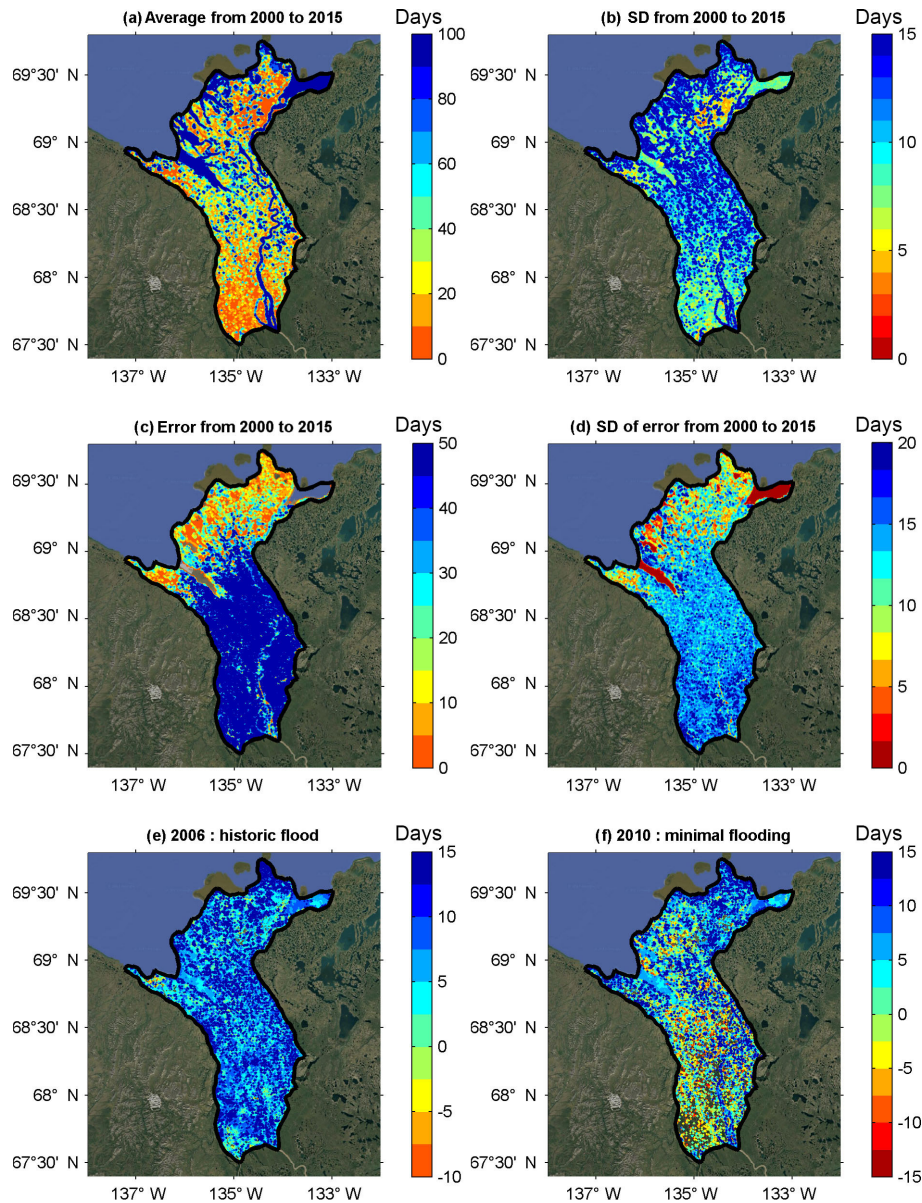 (a) Average from 2000 to 2015 Days
100
80
60
40
20
0
69°30' N
69° N
68°30' N
68° N
67°30' N
137° W 135° W 133° W
(b) SD from 2000 to 2015 Days
15
10
5
0
69°30' N
69° N
68°30' N
68° N
67°30' N
137° W 135° W 133° W
(c) Error from 2000 to 2015 Days
50
40
30
20
10
0
69°30' N
69° N
68°30' N
68° N
67°30' N
137° W 135° W 133° W
(d) SD of error from 2000 to 2015 Days
20
15
10
5
0
69°30' N
69° N
68°30' N
68° N
67°30' N
137° W 135° W 133° W
(e) 2006 : historic flood Days
15
10
5
0
-5
-10
69°30' N
69° N
68°30' N
68° N
67°30' N
137° W 135° W 133° W
(f) 2010 : minimal flooding Days
15
10
5
0
-5
-10
-15
69°30' N
69° N
68°30' N
68° N
67°30' N
137° W 135° W 133° W